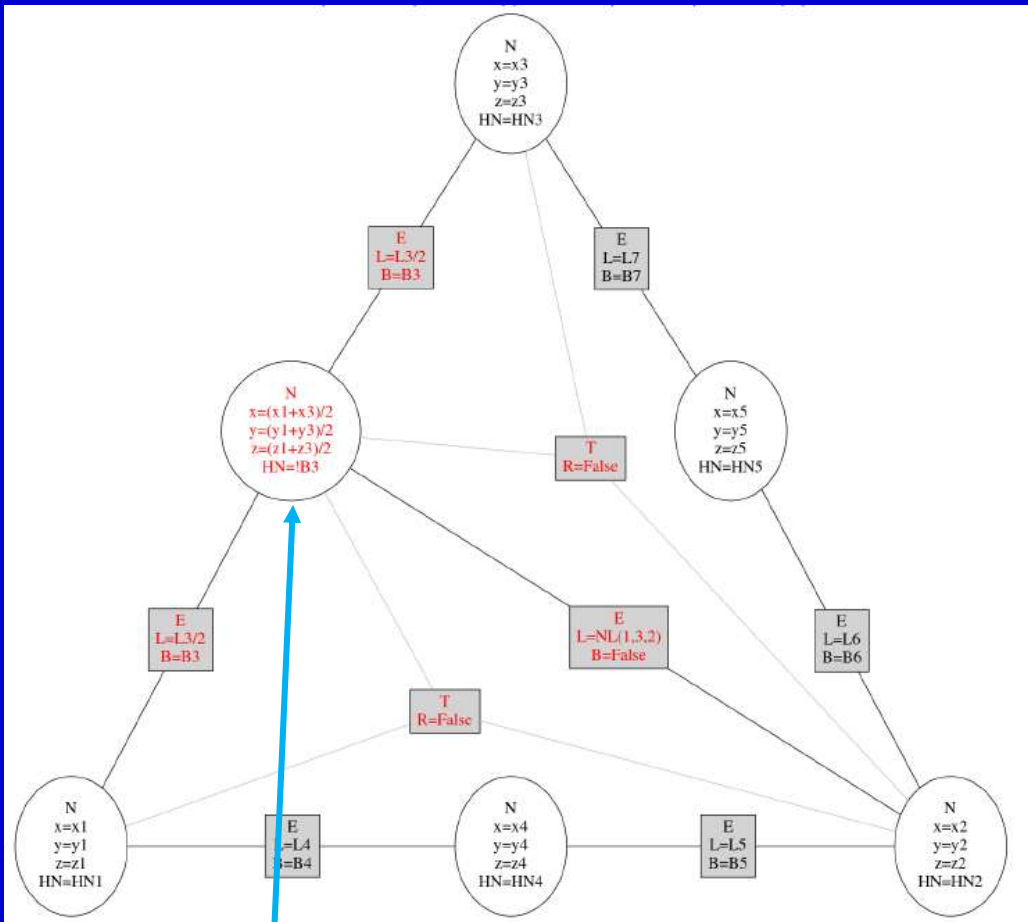 N
x=x3
y=y3
z=z3
HN=HN3
E
L=L3/2
B=B3
E
L=L7
B=B7
N
x=(x1+x3)/2
y=(y1+y3)/2
z=(z1+z3)/2
HN=!B3
T
R=False
N
x=x5
y=y5
z=z5
HN=HN5
E
L=L3/2
B=B3
E
L=NL(1,3,2)
B=False
E
L=L6
B=B6
T
R=False
N
x=x1
y=y1
z=z1
HN=HN1
E
L=L4
B=B4
N
x=x4
y=y4
z=z4
HN=HN4
E
L=L5
B=B5
N
x=x2
y=y2
z=z2
HN=HN2